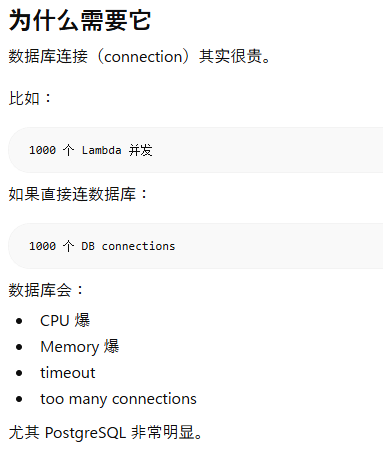 为什么需要它
数据库连接（connection）其实很贵。
比如：
1000 个 Lambda 并发
如果直接连数据库：
1000 个 DB connections
数据库会：
• CPU 爆
• Memory 爆
• timeout
• too many connections
尤其 PostgreSQL 非常明显。